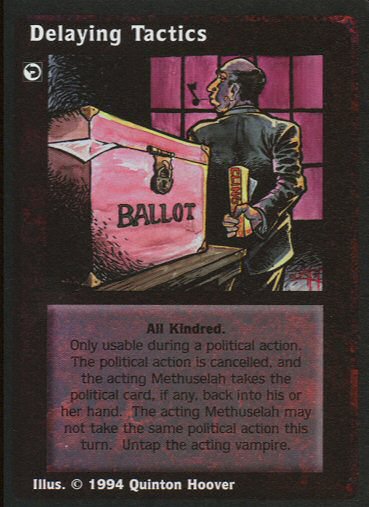 Delaying Tactics
BALLOT
All Kindred.
Only usable during a political action.
The political action is cancelled, and
the acting Methuselah takes the
political card, if any, back into his or
her hand. The acting Methuselah may
not take the same political action this
turn. Untap the acting vampire.
Illus. © 1994 Quinton Hoover